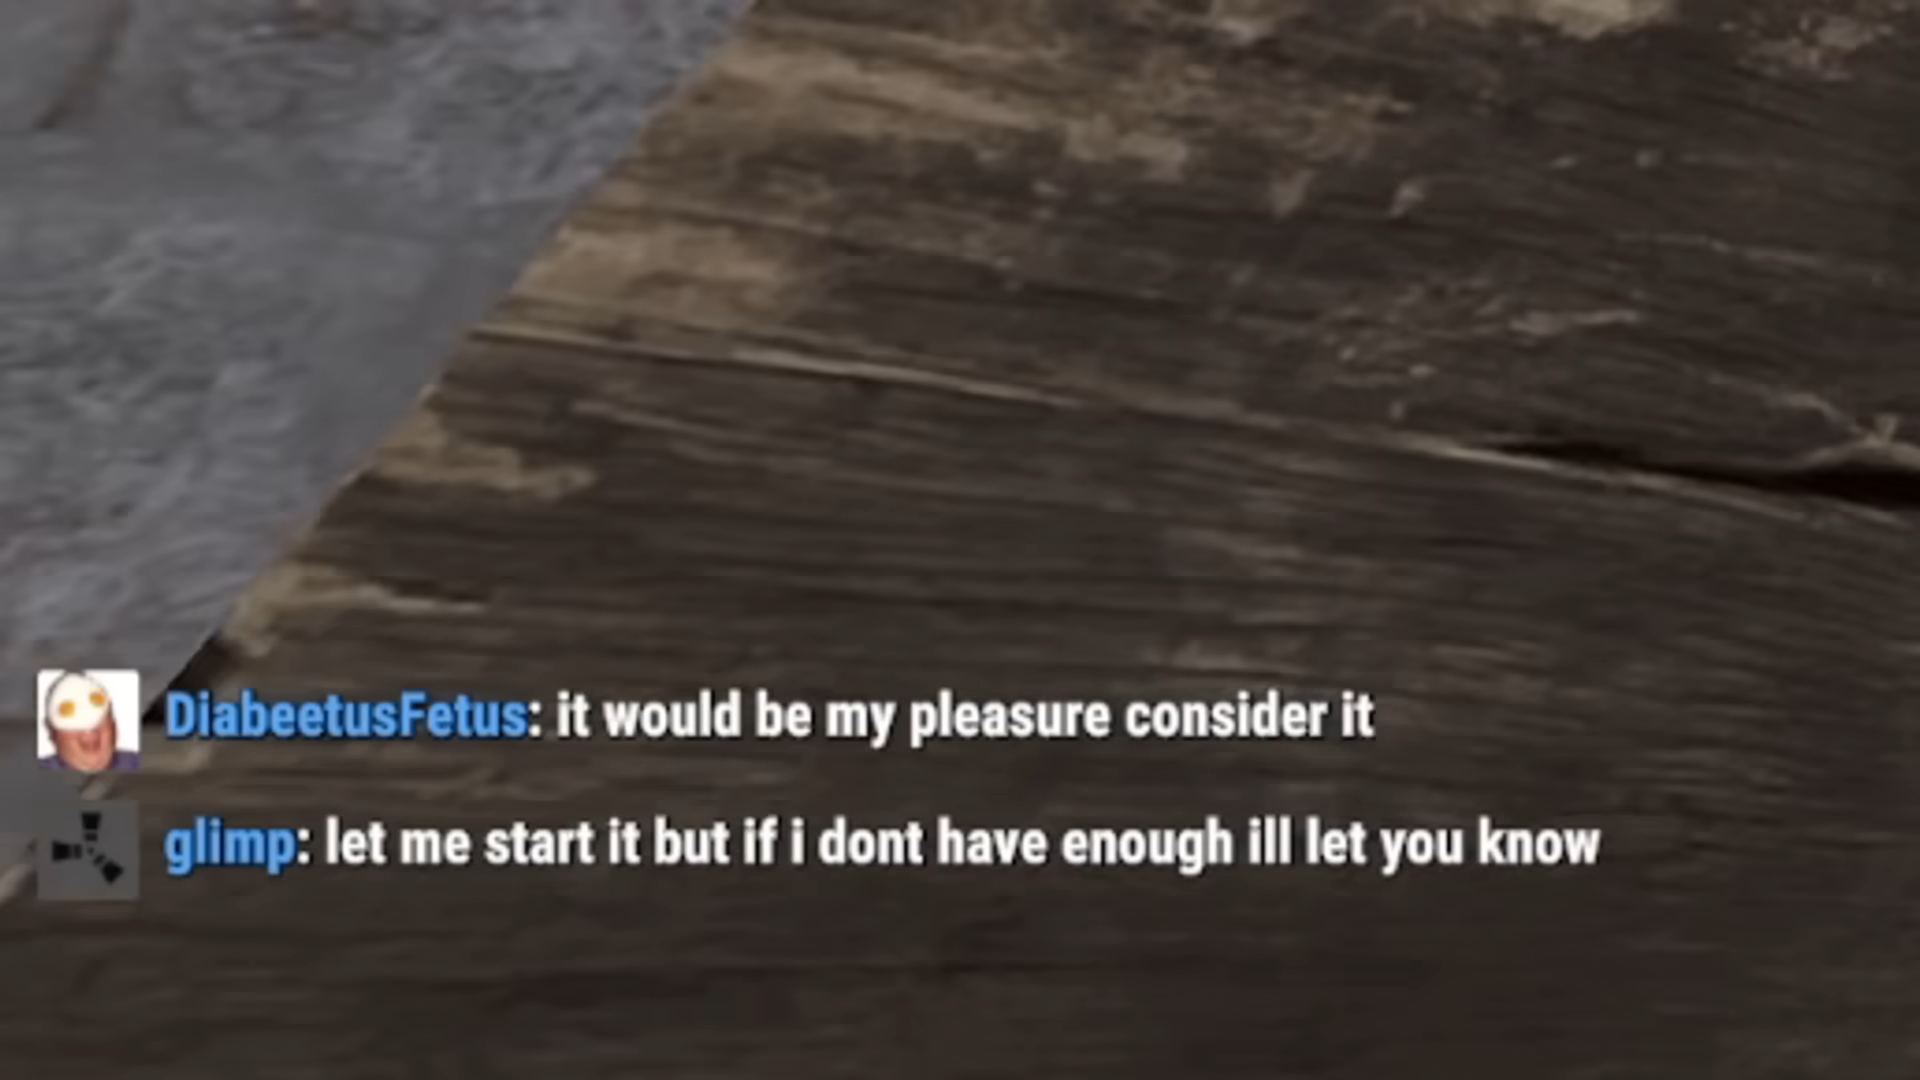 DiabeetusFetus: it would be my pleasure consider it
glimp: let me start it but if i dont have enough ill let you know